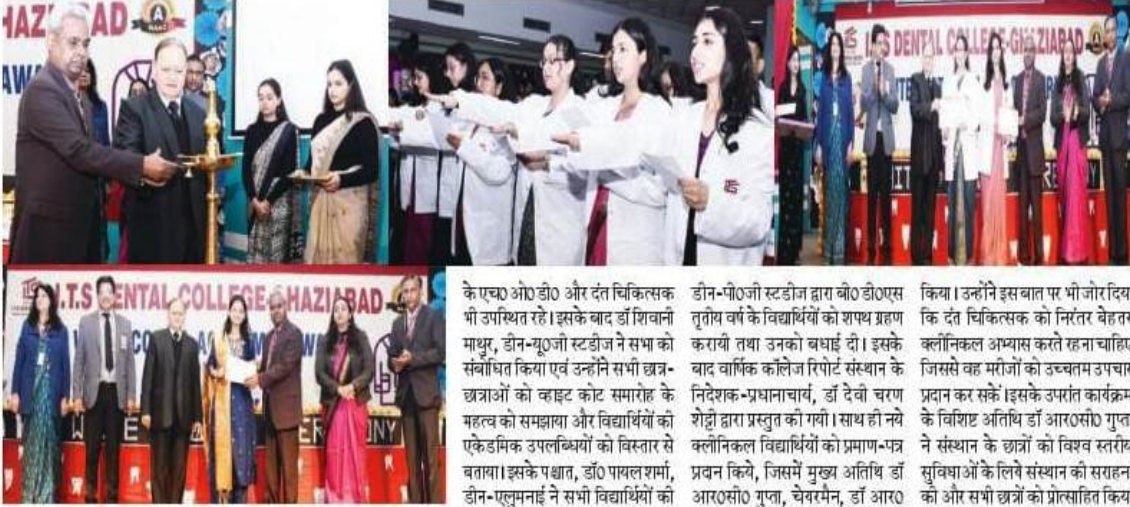 HAZIABAD
A
NAAC
AWA
I.T.S DENTAL COLLEGE-GHAZIABAD
I.T.S DENTAL COLLEGE-GHAZIABAD
के एच0 ओ0 डी0 और दंत चिकित्सक
भी उपस्थित रहे। इसके बाद डॉ शिवानी
माथुर, डीन-यू0जी स्टडीज ने सभा को
संबोधित किया एवं उन्होंने सभी छात्र-
छात्राओं को व्हाइट कोट समारोह के
महत्व को समझाया और विद्यार्थियों की
एकेडमिक उपलब्धियों को विस्तार से
बताया। इसके पश्चात, डॉ0 पायल शर्मा,
डीन-एलुमनाई ने सभी विद्यार्थियों को
डीन-पी0जी स्टडीज द्वारा बी0 डी0एस
तृतीय वर्ष के विद्यार्थियों को शपथ ग्रहण
करायी तथा उनको बधाई दी। इसके
बाद वार्षिक कॉलेज रिपोर्ट संस्थान के
निदेशक-प्रधानाचार्य, डॉ देवी चरण
शेट्टी द्वारा प्रस्तुत की गयी। साथ ही नये
क्लीनिकल विद्यार्थियों को प्रमाण-पत्र
प्रदान किये, जिसमें मुख्य अतिथि डॉ
आर0सी0 गुप्ता, चेयरमैन, डॉ आर0
किया। उन्होंने इस बात पर भी जोर दिय
कि दंत चिकित्सक को निरंतर बेहतर
क्लीनिकल अभ्यास करते रहना चाहिए
जिससे वह मरीजों को उच्चतम उपचार
प्रदान कर सकें। इसके उपरांत कार्यक्रम
के विशिष्ट अतिथि डॉ आर0सी0 गुप्त
ने संस्थान के छात्रों को विश्व स्तरीय
सुविधाओं के लिये संस्थान की सराहन
की और सभी छात्रों को प्रोत्साहित किय